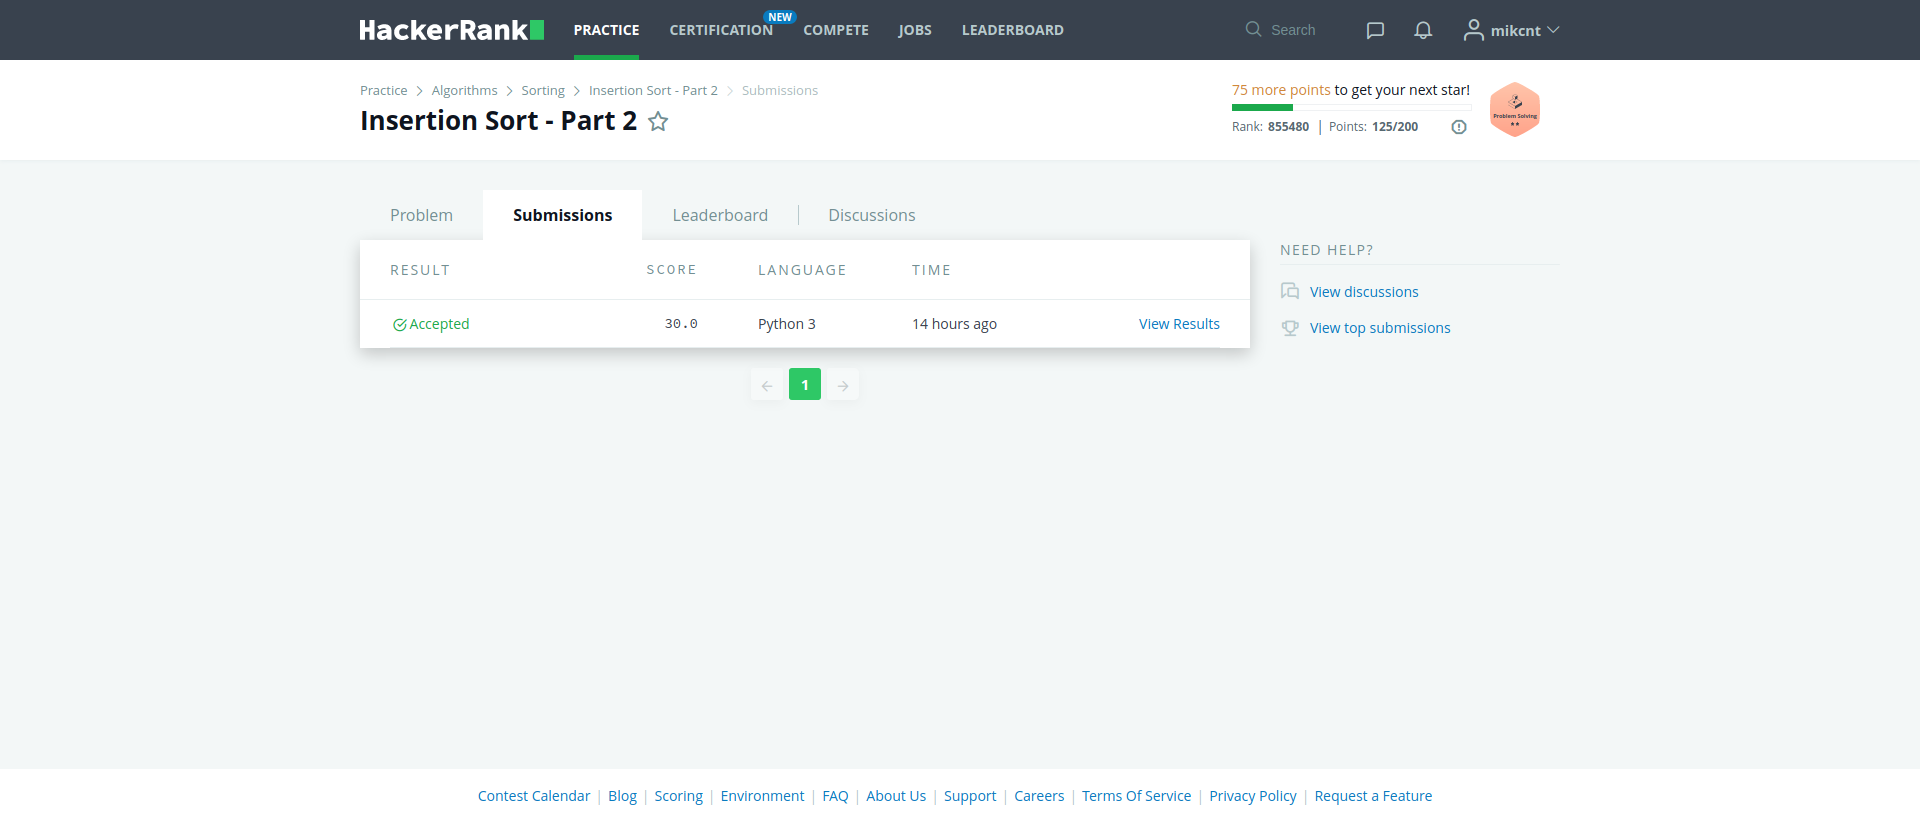 HackerRank PRACTICE CERTIFICATION NEW COMPETE JOBS LEADERBOARD Search mikcnt
Practice Algorithms Sorting Insertion Sort - Part 2 Submissions
Insertion Sort - Part 2
75 more points to get your next star!
Rank: 855480 | Points: 125/200
Problem Solving
Problem Submissions Leaderboard Discussions
RESULT SCORE LANGUAGE TIME
Accepted 30.0 Python 3 14 hours ago View Results
1
NEED HELP?
View discussions
View top submissions
Contest Calendar | Blog | Scoring | Environment | FAQ | About Us | Support | Careers | Terms Of Service | Privacy Policy | Request a Feature